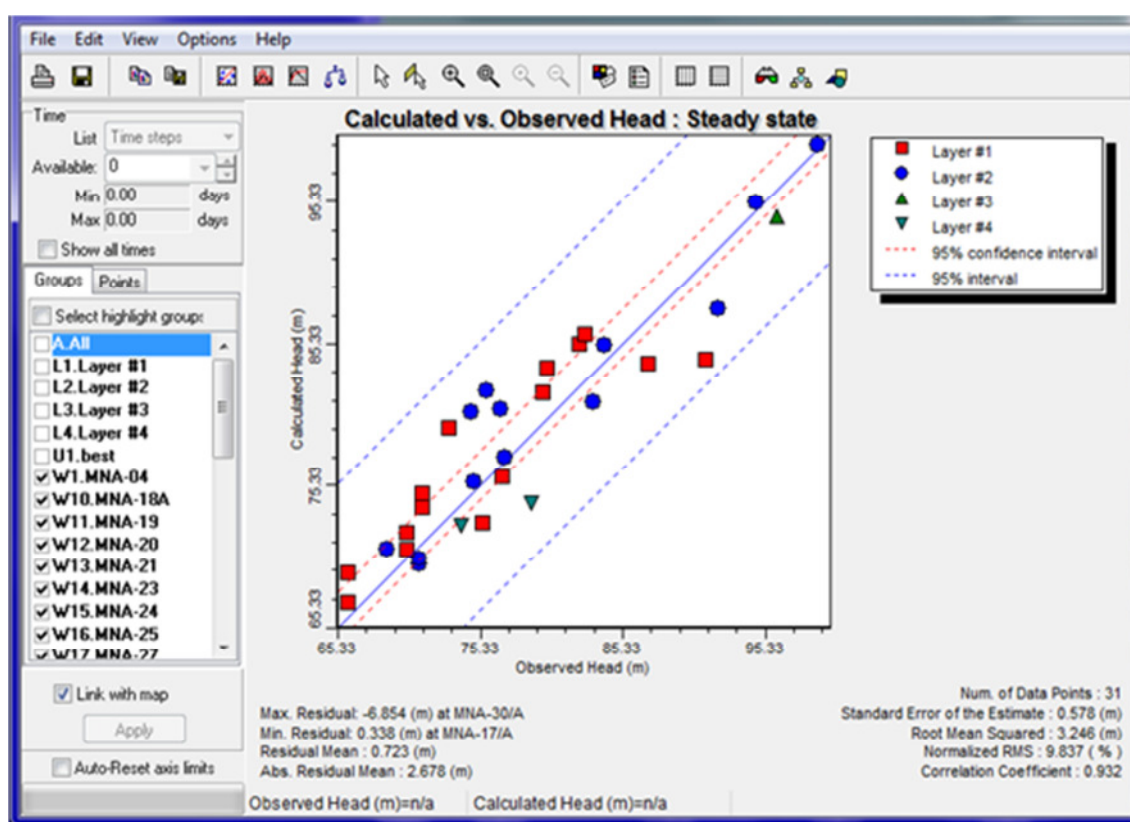 File Edit View Options Help
Time
List Time steps
Available: 0
Min 0.00 days
Max 0.00 days
Show all times
Groups Points
Select highlight group:
A.All
L1.Layer #1
L2.Layer #2
L3.Layer #3
L4.Layer #4
U1.best
W1.MNA-04
W10.MNA-18A
W11.MNA-19
W12.MNA-20
W13.MNA-21
W14.MNA-23
W15.MNA-24
W16.MNA-25
W17.MNA-27
Link with map
Apply
Auto-Reset axis limits
Calculated vs. Observed Head : Steady state
Calculated Head (m)
95.33
85.33
75.33
65.33
65.33 75.33 85.33 95.33
Observed Head (m)
Layer #1
Layer #2
Layer #3
Layer #4
95% confidence interval
95% interval
Max. Residual: -6.854 (m) at MNA-30/A
Min. Residual: 0.338 (m) at MNA-17/A
Residual Mean : 0.723 (m)
Abs. Residual Mean : 2.678 (m)
Num. of Data Points : 31
Standard Error of the Estimate : 0.578 (m)
Root Mean Squared : 3.246 (m)
Normalized RMS : 9.837 ( % )
Correlation Coefficient : 0.932
Observed Head (m)=n/a Calculated Head (m)=n/a